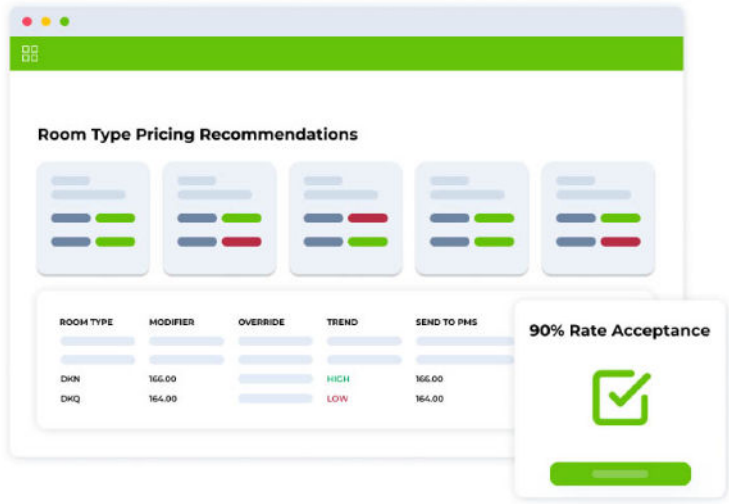 Room Type Pricing Recommendations
ROOM TYPE MODIFIER OVERRIDE TREND SEND TO PMS
DKN 166.00 HIGH 166.00
DKQ 164.00 LOW 164.00
90% Rate Acceptance